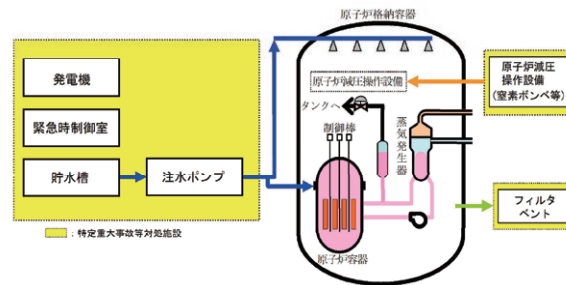 原子炉格納容器
発電機
緊急時制御室
貯水槽
注水ポンプ
原子炉減圧操作設備
タンクへ
制御棒
蒸気発生器
原子炉容器
原子炉減圧
操作設備
(窒素ボンベ等)
フィルタ
ベント
：特定重大事故等対処施設